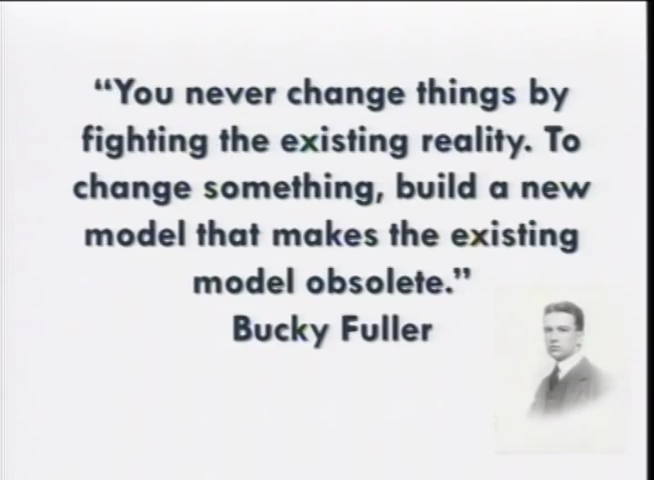 “You never change things by
fighting the existing reality. To
change something, build a new
model that makes the existing
model obsolete.”
Bucky Fuller